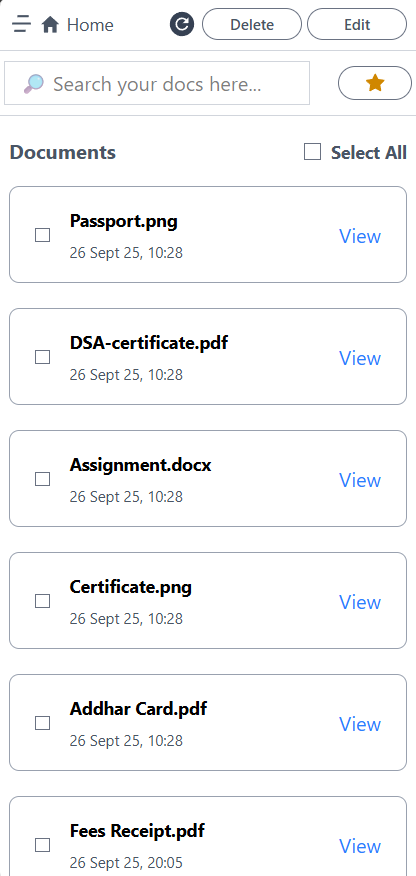 Home
Delete
Edit
Search your docs here...
Documents
Select All
Passport.png
26 Sept 25, 10:28
View
DSA-certificate.pdf
26 Sept 25, 10:28
View
Assignment.docx
26 Sept 25, 10:28
View
Certificate.png
26 Sept 25, 10:28
View
Addhar Card.pdf
26 Sept 25, 10:28
View
Fees Receipt.pdf
26 Sept 25, 20:05
View